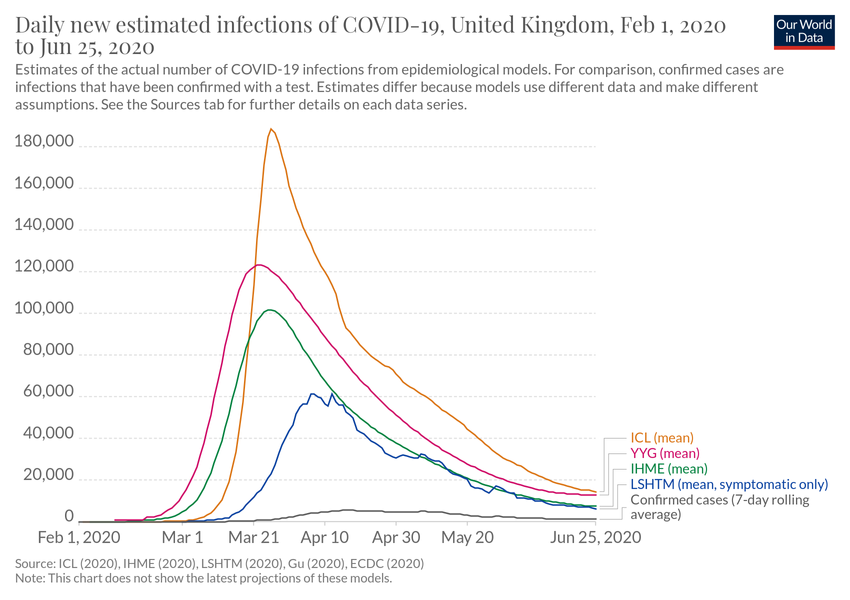 Daily new estimated infections of COVID-19, United Kingdom, Feb 1, 2020
to Jun 25, 2020
Our World
in Data
Estimates of the actual number of COVID-19 infections from epidemiological models. For comparison, confirmed cases are
infections that have been confirmed with a test. Estimates differ because models use different data and make different
assumptions. See the Sources tab for further details on each data series.
180,000
160,000
140,000
120,000
100,000
80,000
60,000
40,000
20,000
0
ICL (mean)
YYG (mean)
IHME (mean)
LSHTM (mean, symptomatic only)
Confirmed cases (7-day rolling
average)
Feb 1, 2020
Mar 1
Mar 21
Apr 10
Apr 30
May 20
Jun 25, 2020
Source: ICL (2020), IHME (2020), LSHTM (2020), Gu (2020), ECDC (2020)
Note: This chart does not show the latest projections of these models.